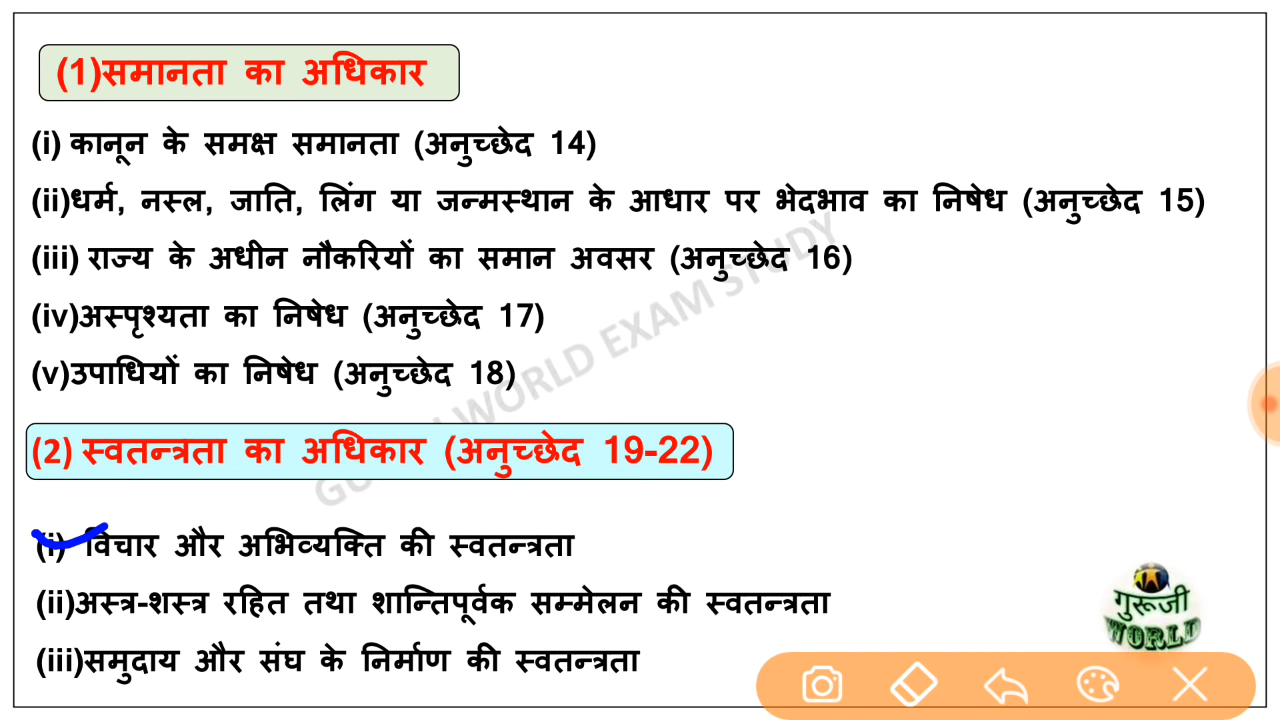 (1)समानता का अधिकार
(i) कानून के समक्ष समानता (अनुच्छेद 14)
(ii)धर्म, नस्ल, जाति, लिंग या जन्मस्थान के आधार पर भेदभाव का निषेध (अनुच्छेद 15)
(iii) राज्य के अधीन नौकरियों का समान अवसर (अनुच्छेद 16)
(iv)अस्पृश्यता का निषेध (अनुच्छेद 17)
(v)उपाधियों का निषेध (अनुच्छेद 18)
WORLD EXAM STUDY
(2) स्वतन्त्रता का अधिकार (अनुच्छेद 19-22)
(i) विचार और अभिव्यक्ति की स्वतन्त्रता
(ii)अस्त्र-शस्त्र रहित तथा शान्तिपूर्वक सम्मेलन की स्वतन्त्रता
(iii)समुदाय और संघ के निर्माण की स्वतन्त्रता
गुरूजी
WORLD